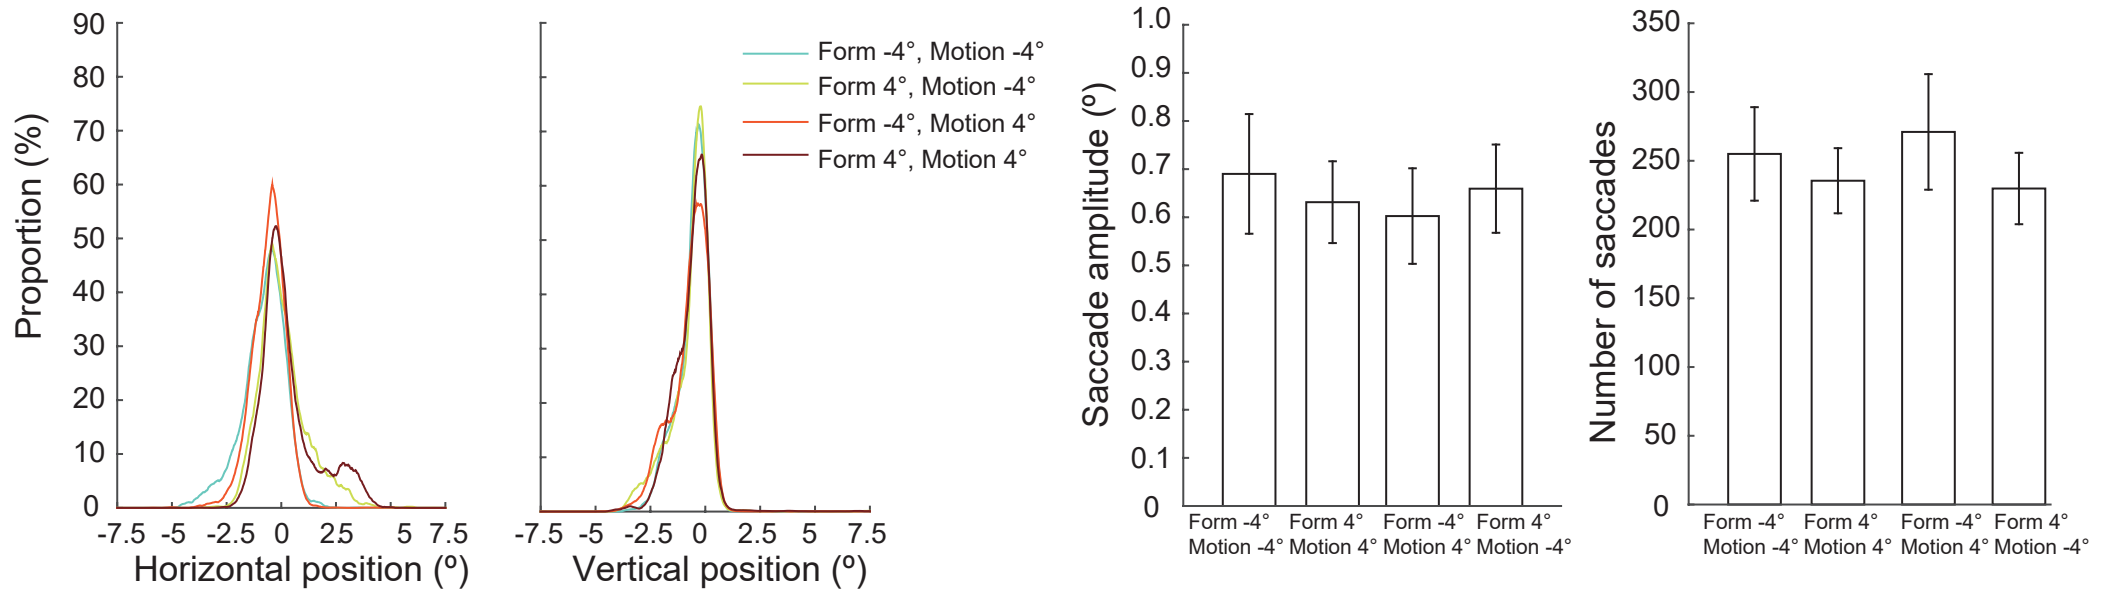 90
80
70
60
50
40
30
20
10
0
Proportion (%)
-7.5 -5 -2.5 0 2.5 5 7.5
Horizontal position (º)
Form -4°, Motion -4°
Form 4°, Motion -4°
Form -4°, Motion 4°
Form 4°, Motion 4°
-7.5 -5 -2.5 0 2.5 5 7.5
Vertical position (º)
1.0
0.9
0.8
0.7
0.6
0.5
0.4
0.3
0.2
0.1
0
Saccade amplitude (º)
Form -4° Form 4° Form -4° Form 4°
Motion -4° Motion 4° Motion 4° Motion -4°
350
300
250
200
150
100
50
0
Number of saccades
Form -4° Form 4° Form -4° Form 4°
Motion -4° Motion 4° Motion 4° Motion -4°